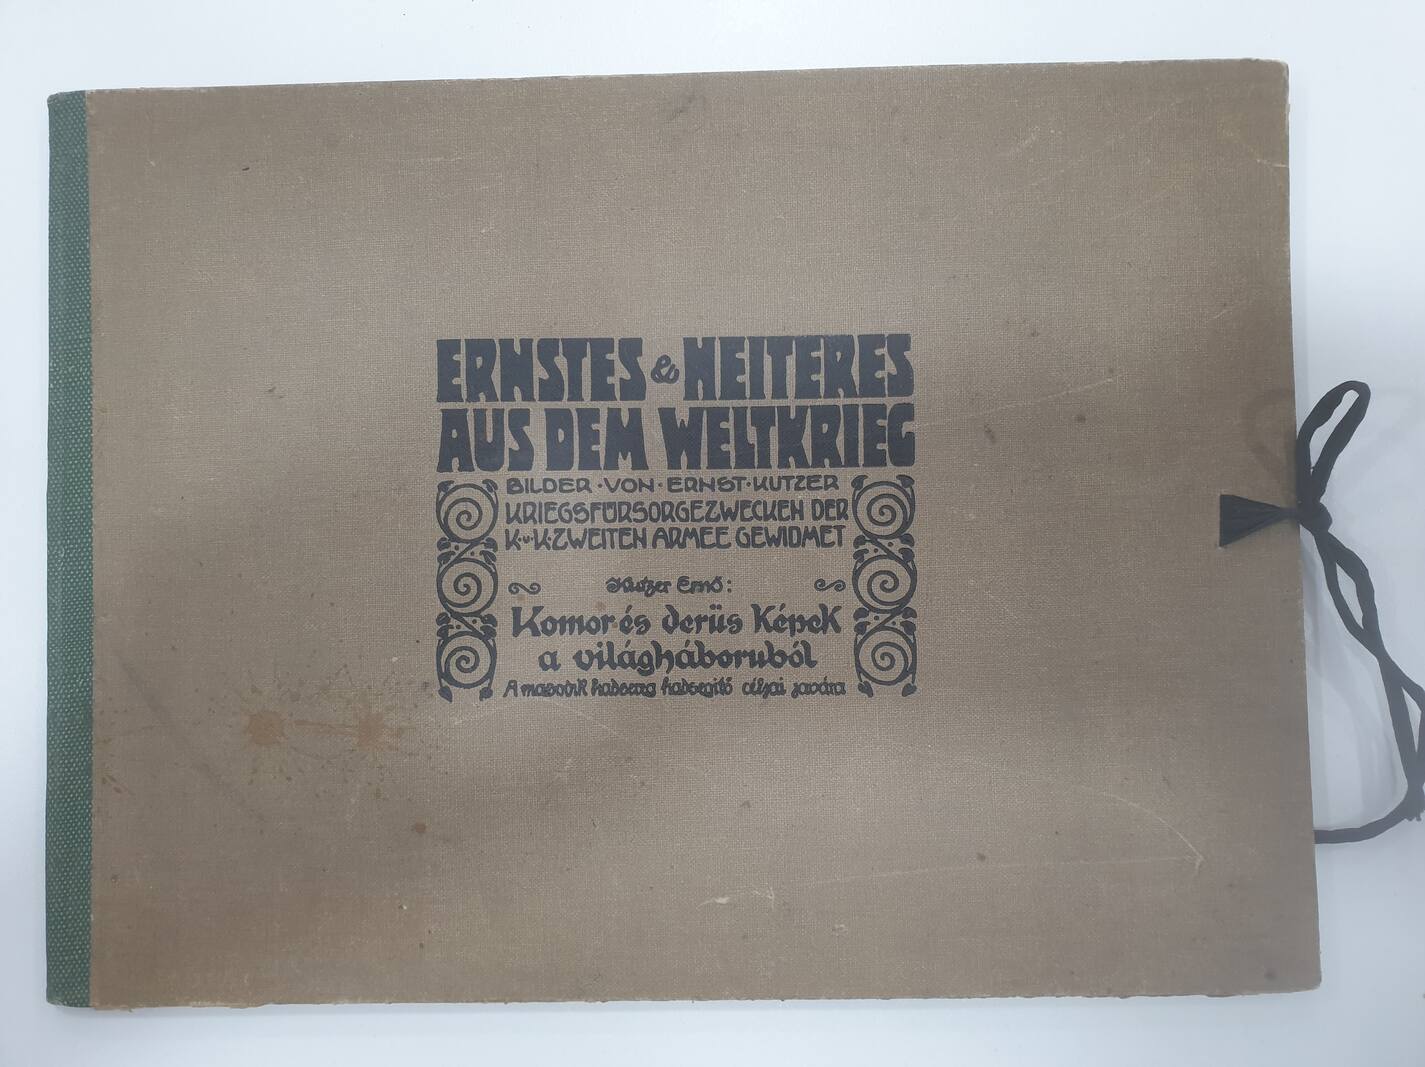 ERNSTES & HEITERES
AUS DEM WELTKRIEG
BILDER · VON · ERNST · KUTZER
KRIEGSFÜRSORGEZWECKEN DER
K. u. K. ZWEITEN ARMEE GEWIDMET
Kutzer Ernő:
Komor és derüs Képek
a világháboruból
A második hadsereg hadsegitő céljai javára